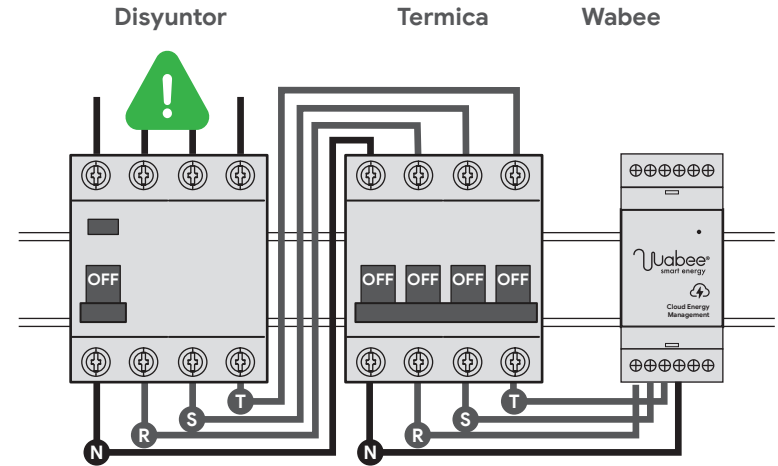 Disyuntor
Termica
Wabee
!
OFF
OFF
OFF
OFF
OFF
Wabee®
smart energy
Cloud Energy
Management
T
S
R
N
T
S
R
N